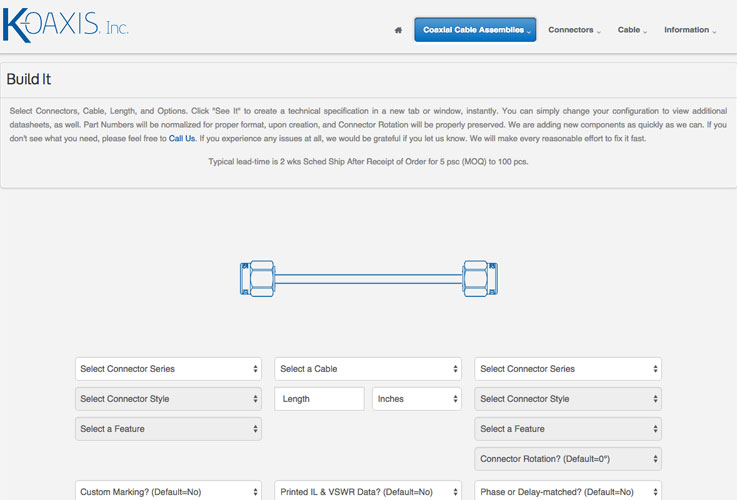 KOAXIS, Inc.
Coaxial Cable Assemblies
Connectors
Cable
Information
Build It
Select Connectors, Cable, Length, and Options. Click "See It" to create a technical specification in a new tab or window, instantly. You can simply change your configuration to view additional
datasheets, as well. Part Numbers will be normalized for proper format, upon creation, and Connector Rotation will be properly preserved. We are adding new components as quickly as we can. If you
don't see what you need, please feel free to Call Us. If you experience any issues at all, we would be grateful if you let us know. We will make every reasonable effort to fix it fast.
Typical lead-time is 2 wks Sched Ship After Receipt of Order for 5 psc (MOQ) to 100 pcs.
Select Connector Series
Select a Cable
Select Connector Series
Select Connector Style
Length
Inches
Select Connector Style
Select a Feature
Select a Feature
Connector Rotation? (Default=0°)
Custom Marking? (Default=No)
Printed IL & VSWR Data? (Default=No)
Phase or Delay-matched? (Default=No)